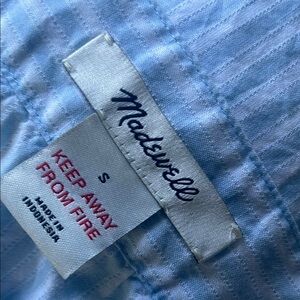 Madewell
S
KEEP AWAY
FROM FIRE
MADE IN
INDONESIA